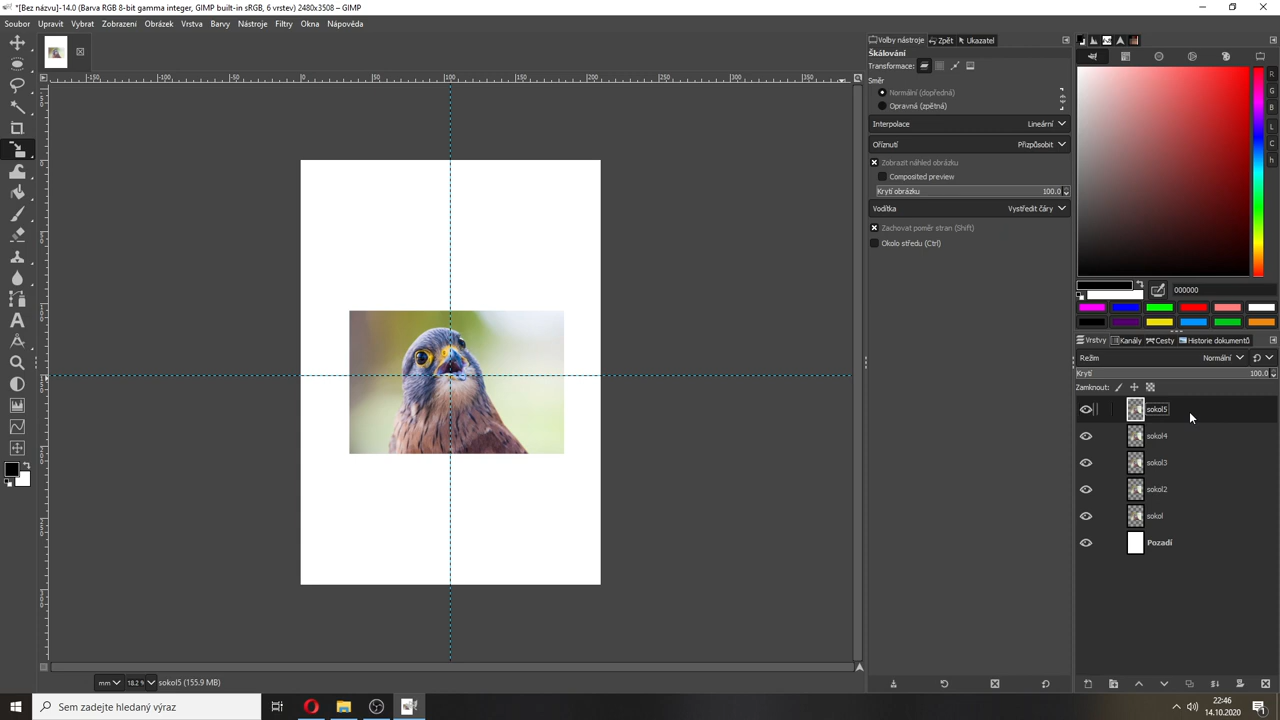 *[Bez názvu]-14.0 (Barva RGB 8-bit gamma integer, GIMP built-in sRGB, 6 vrstev) 2480x3508 – GIMP
Soubor Upravit Vybrat Zobrazení Obrázek Vrstva Barvy Nástroje Filtry Okna Nápověda
Volby nástroje Zpět Ukazatel
Škálování
Transformace:
Směr
Normální (dopředná)
Opravná (zpětná)
Interpolace Lineární
Oříznutí Přizpůsobit
Zobrazit náhled obrázku
Composited preview
Krytí obrázku 100.0
Vodítka Vystředit čáry
Zachovat poměr stran (Shift)
Okolo středu (Ctrl)
R
G
B
L
C
h
000000
Vrstvy Kanály Cesty Historie dokumentů
Režim Normální
Krytí 100.0
Zamknout:
sokol5
sokol4
sokol3
sokol2
sokol
Pozadí
mm 18.2 % sokol5 (155.9 MB)
Sem zadejte hledaný výraz
22:46
14.10.2020